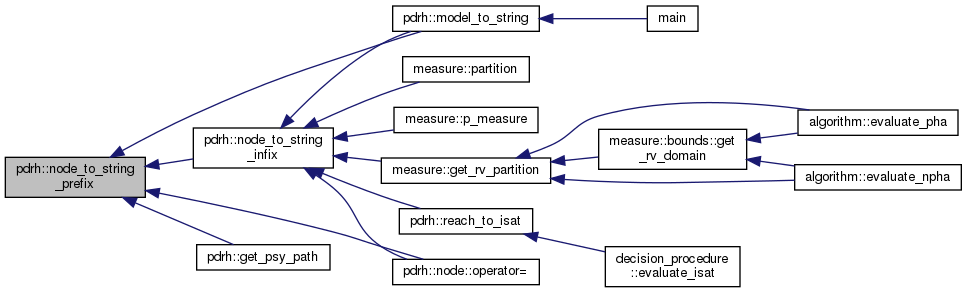 pdrh::model_to_string
main
measure::partition
measure::p_measure
algorithm::evaluate_pha
pdrh::node_to_string
_infix
measure::bounds::get
_rv_domain
pdrh::node_to_string
_prefix
measure::get_rv_partition
algorithm::evaluate_npha
pdrh::reach_to_isat
pdrh::get_psy_path
decision_procedure
::evaluate_isat
pdrh::node::operator=